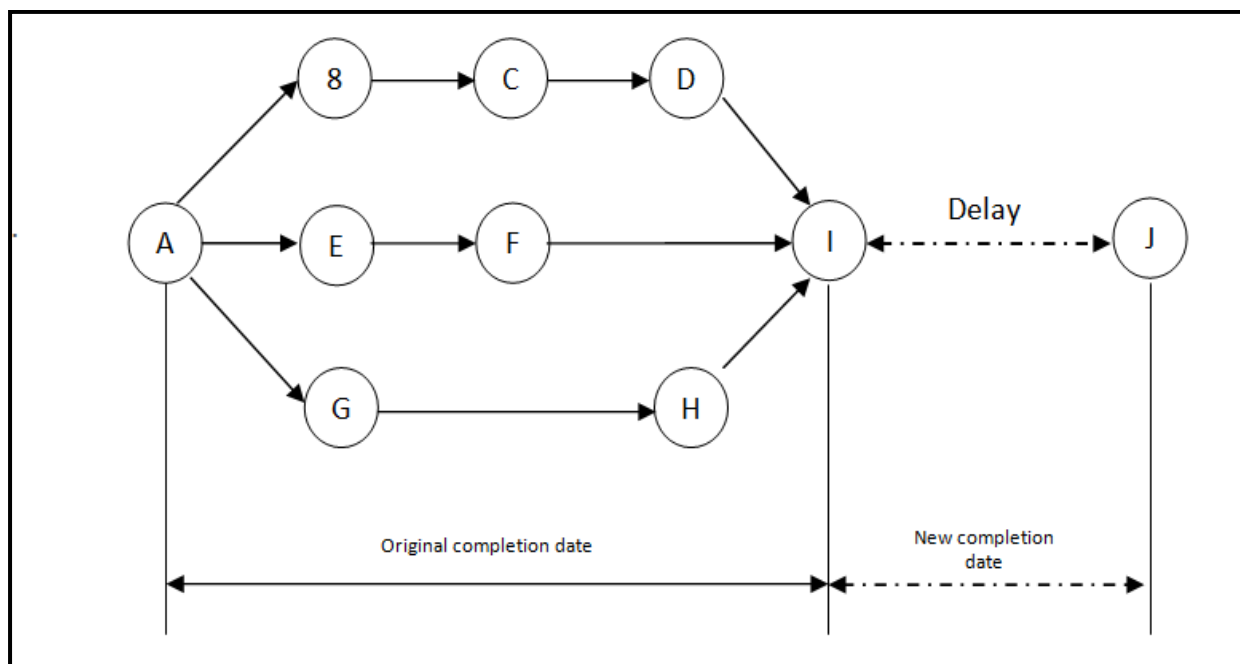 8
C
D
A
E
F
I
Delay
J
G
H
Original completion date
New completion
date